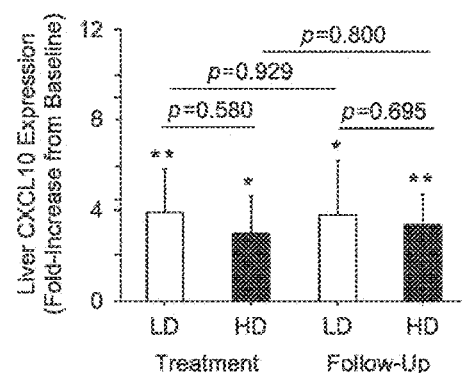 Liver CXCL10 Expression
(Fold-Increase from Baseline)
12
8
4
0
p=0.800
p=0.929
p=0.580
p=0.695
**
*
*
**
LD
HD
LD
HD
Treatment
Follow-Up